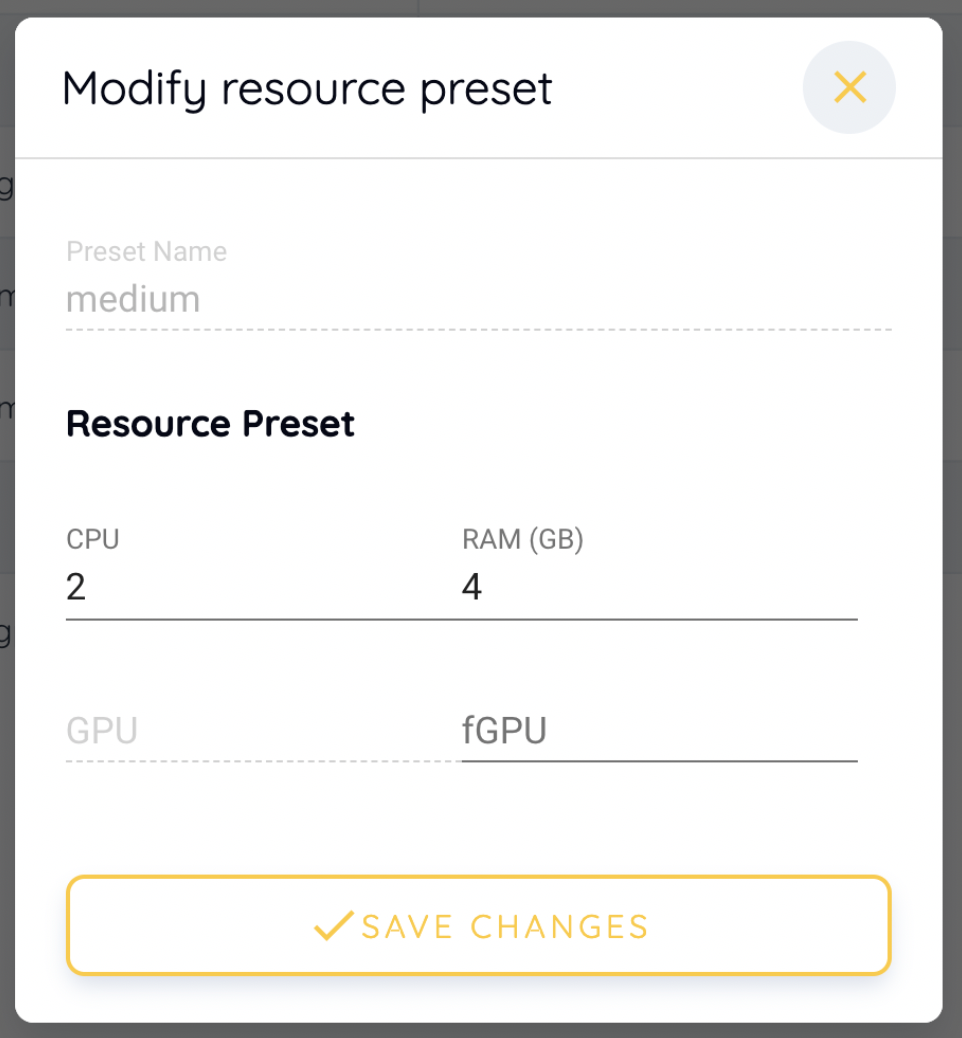 Modify resource preset
Preset Name
medium
Resource Preset
CPU RAM (GB)
2 4
GPU fGPU
SAVE CHANGES